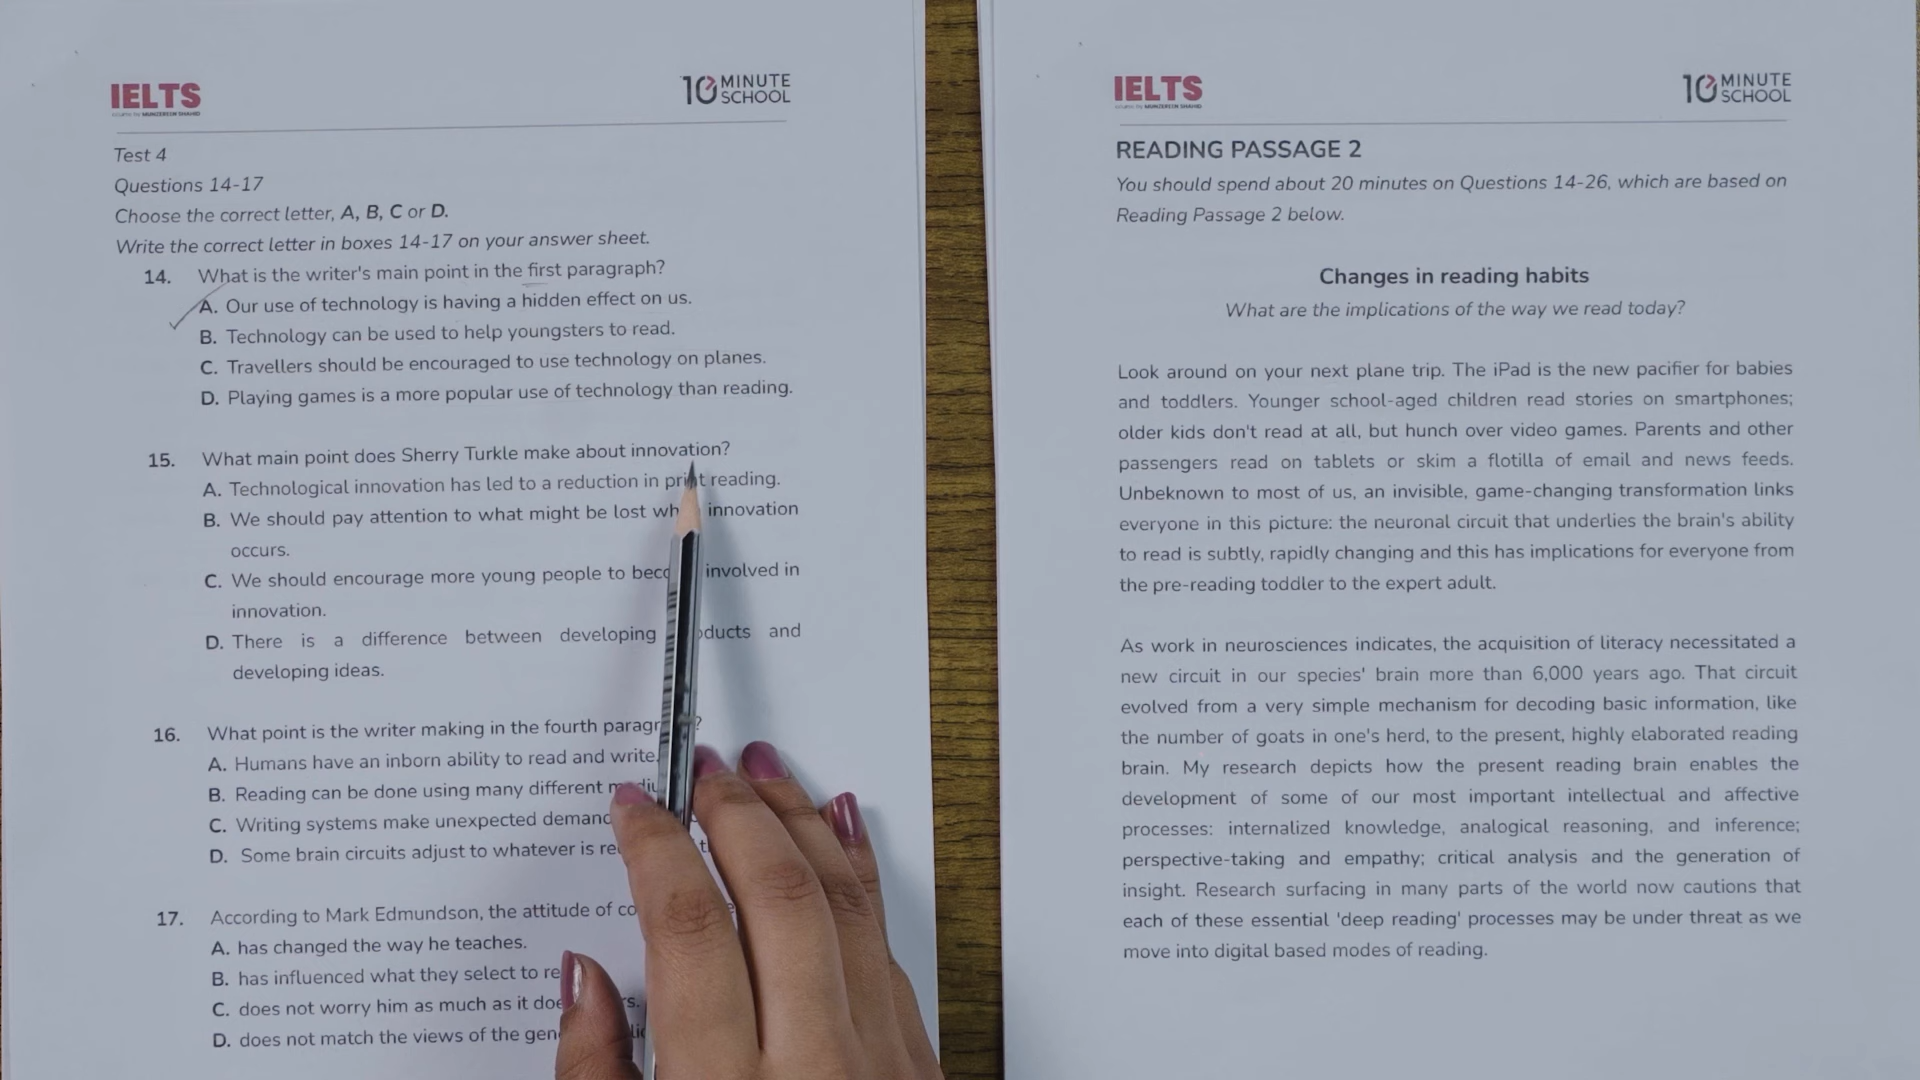 IELTS
10 MINUTE
SCHOOL
Test 4
Questions 14-17
Choose the correct letter, A, B, C or D.
Write the correct letter in boxes 14-17 on your answer sheet.
14. What is the writer's main point in the first paragraph?
A. Our use of technology is having a hidden effect on us.
B. Technology can be used to help youngsters to read.
C. Travellers should be encouraged to use technology on planes.
D. Playing games is a more popular use of technology than reading.
15. What main point does Sherry Turkle make about innovation?
A. Technological innovation has led to a reduction in print reading.
B. We should pay attention to what might be lost innovation
occurs.
C. We should encourage more young people to involved in
innovation.
D. There is a difference between developing and
developing ideas.
16. What point is the writer making in the fourth
A. Humans have an inborn ability to read and write.
B. Reading can be done using many different
C. Writing systems make unexpected
D. Some brain circuits adjust to whatever is
17. According to Mark Edmundson, the attitude of
A. has changed the way he teaches.
B. has influenced what they select to
C. does not worry him as much as it
D. does not match the views of the
IELTS
10 MINUTE
SCHOOL
READING PASSAGE 2
You should spend about 20 minutes on Questions 14-26, which are based on
Reading Passage 2 below.
Changes in reading habits
What are the implications of the way we read today?
Look around on your next plane trip. The iPad is the new pacifier for babies
and toddlers. Younger school-aged children read stories on smartphones;
older kids don't read at all, but hunch over video games. Parents and other
passengers read on tablets or skim a flotilla of email and news feeds.
Unbeknown to most of us, an invisible, game-changing transformation links
everyone in this picture: the neuronal circuit that underlies the brain's ability
to read is subtly, rapidly changing and this has implications for everyone from
the pre-reading toddler to the expert adult.
As work in neurosciences indicates, the acquisition of literacy necessitated a
new circuit in our species' brain more than 6,000 years ago. That circuit
evolved from a very simple mechanism for decoding basic information, like
the number of goats in one's herd, to the present, highly elaborated reading
brain. My research depicts how the present reading brain enables the
development of some of our most important intellectual and affective
processes: internalized knowledge, analogical reasoning, and inference;
perspective-taking and empathy; critical analysis and the generation of
insight. Research surfacing in many parts of the world now cautions that
each of these essential 'deep reading' processes may be under threat as we
move into digital based modes of reading.